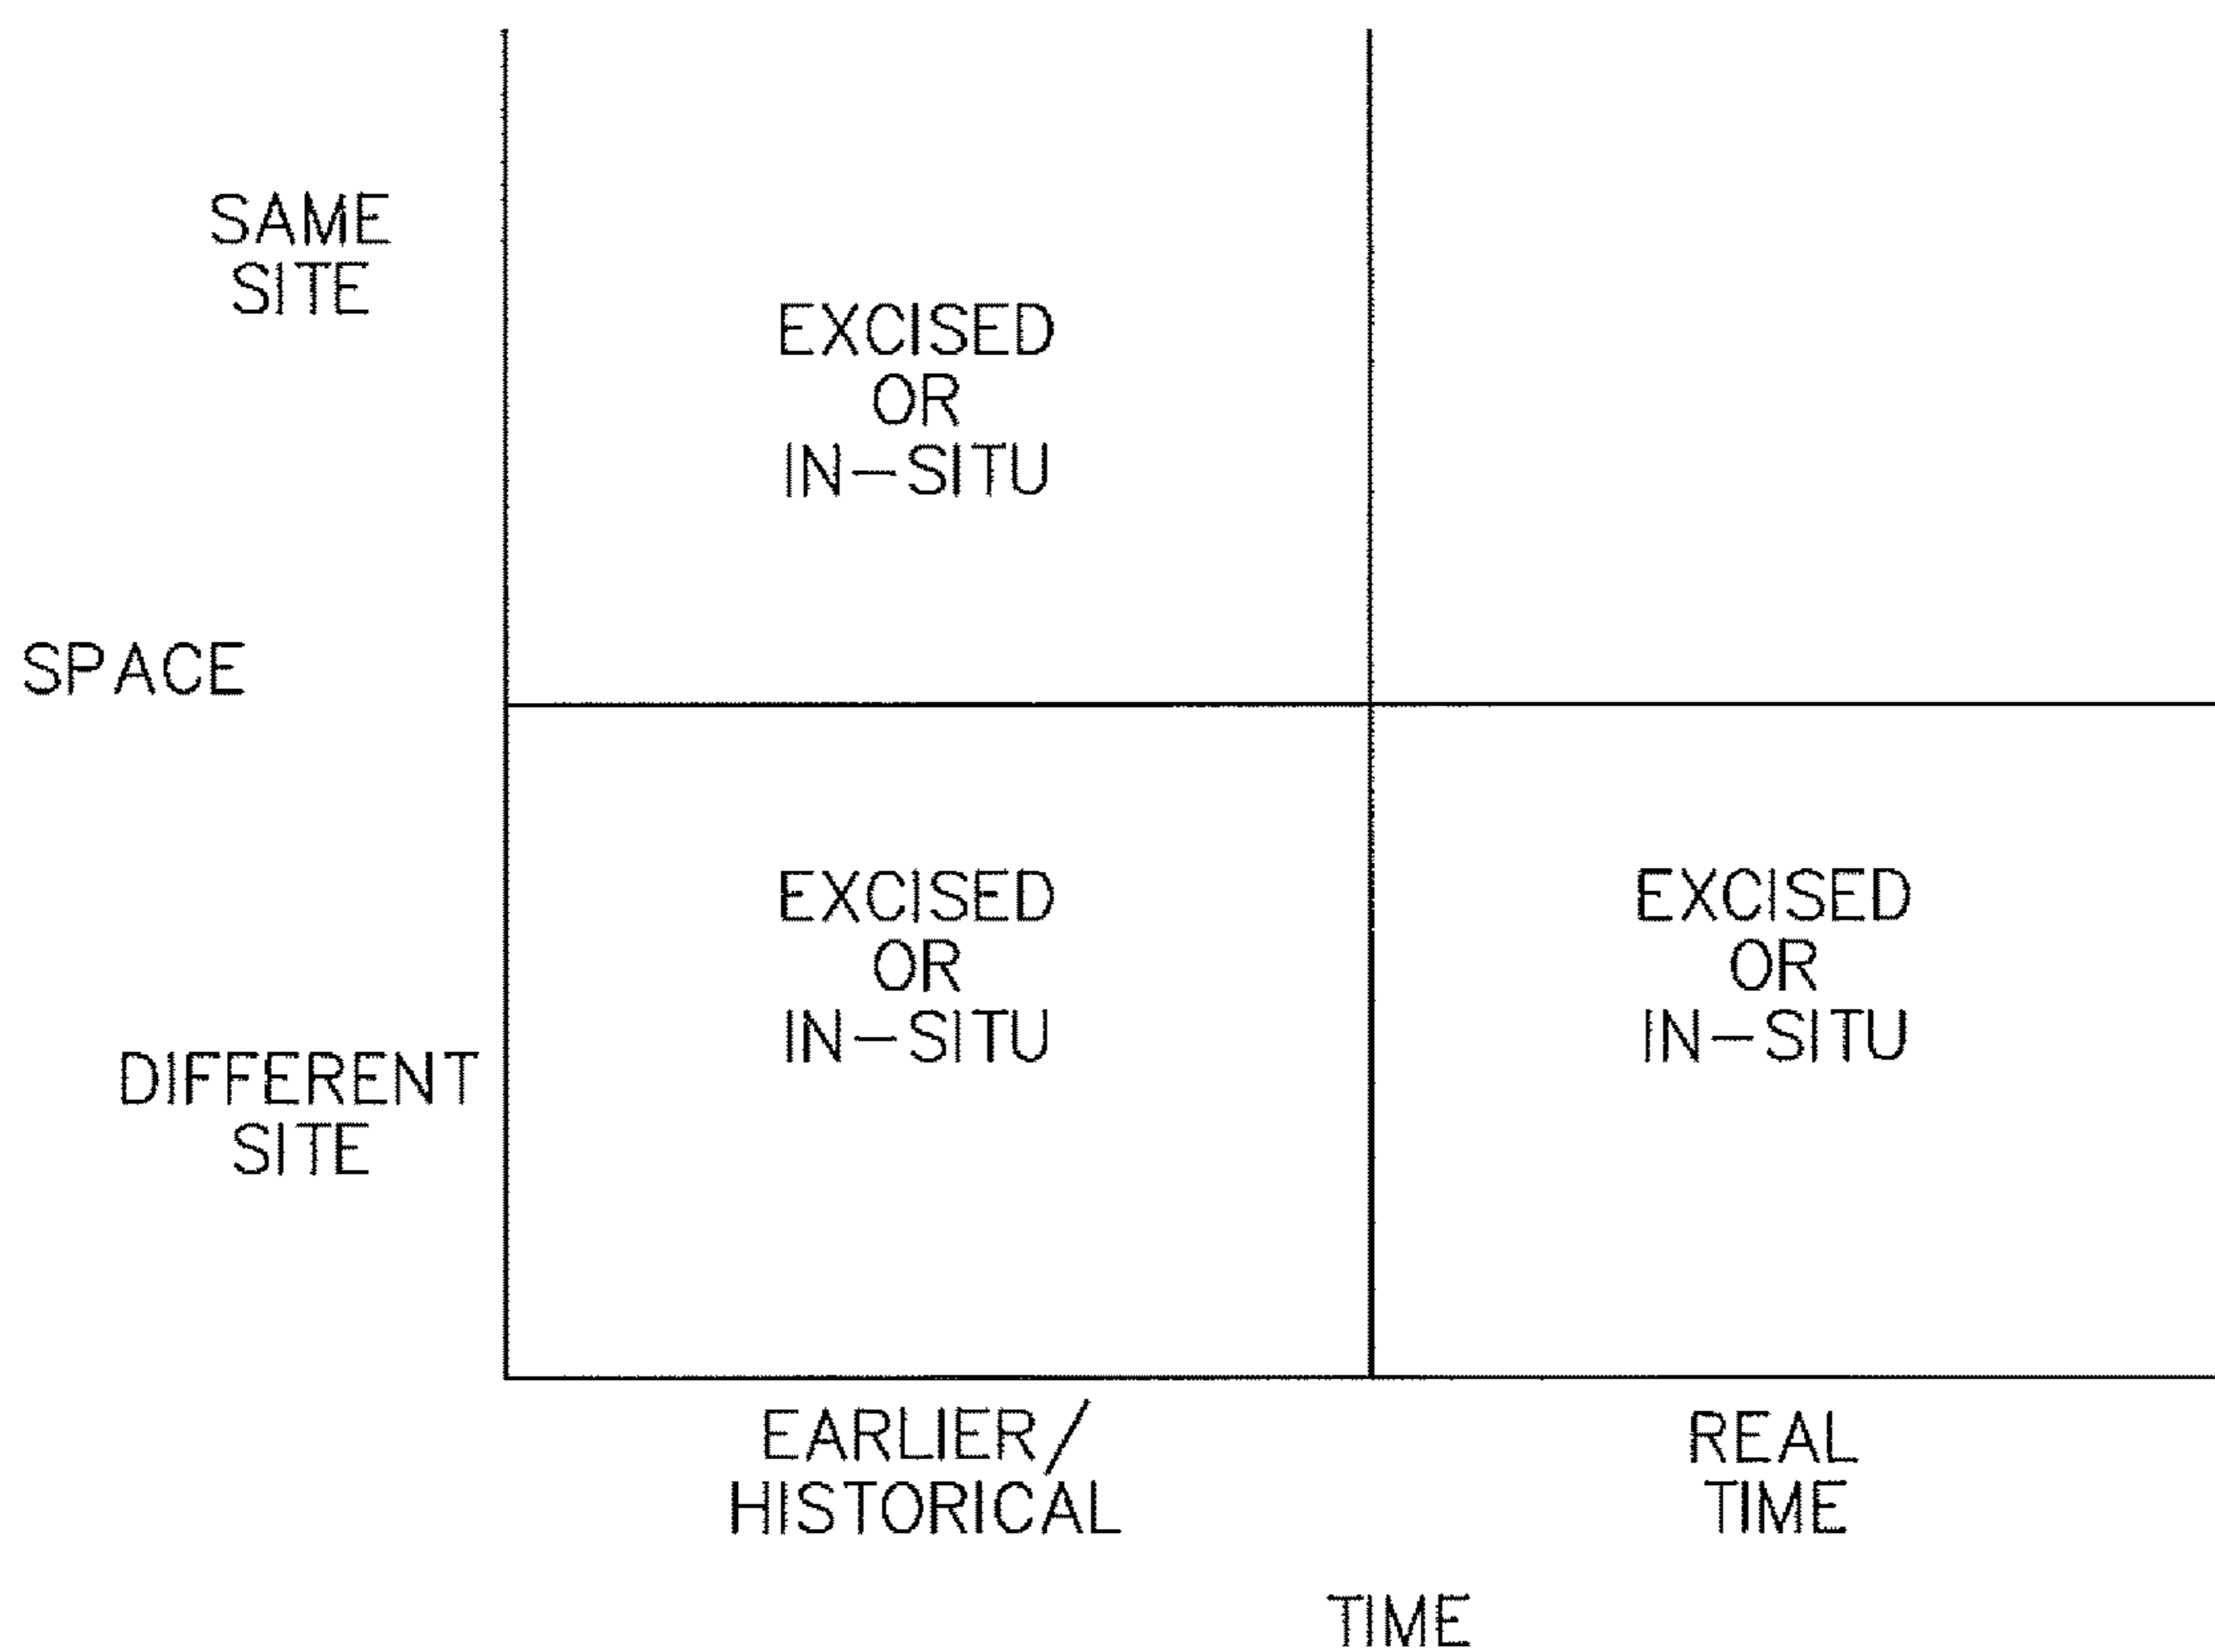 SAME
SITE
EXCISED
OR
IN-SITU
SPACE
EXCISED
OR
IN-SITU
EXCISED
OR
IN-SITU
DIFFERENT
SITE
EARLIER/
HISTORICAL
REAL
TIME
TIME